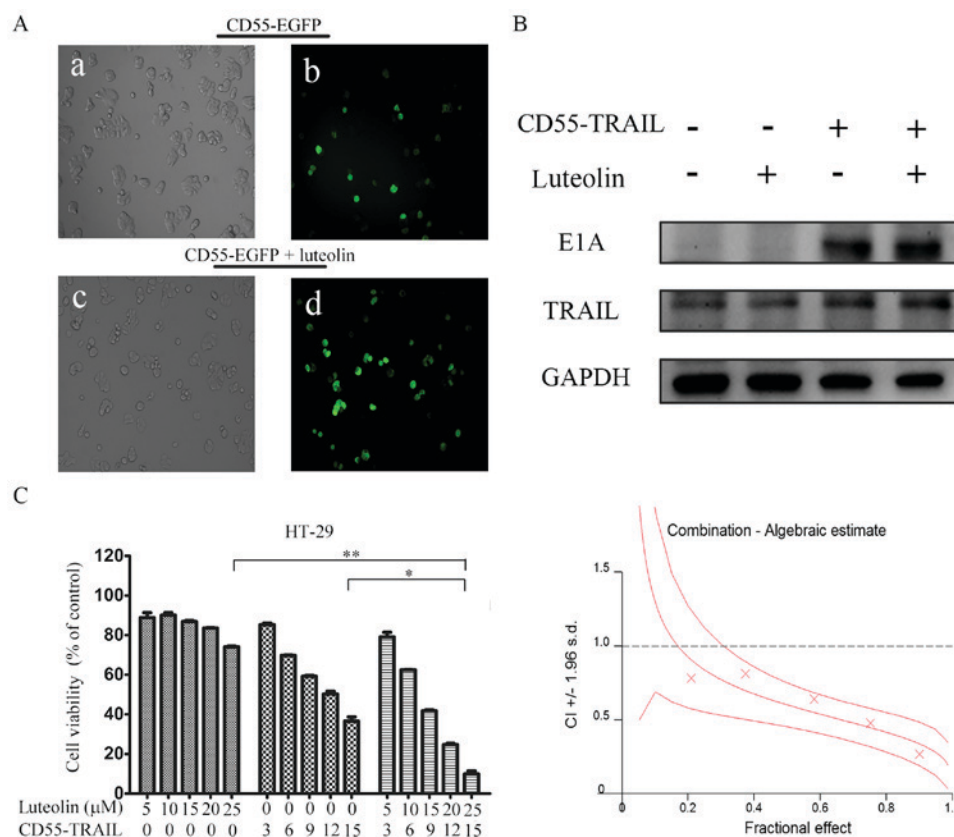 A
CD55-EGFP
a
b
CD55-EGFP + luteolin
c
d
B
CD55-TRAIL - - + +
Luteolin - + - +
E1A
TRAIL
GAPDH
C
HT-29
**
*
Cell viability (% of control)
120
100
80
60
40
20
0
Luteolin (μM) 5 10 15 20 25 0 0 0 0 0 5 10 15 20 25
CD55-TRAIL 0 0 0 0 0 3 6 9 12 15 3 6 9 12 15
Combination - Algebraic estimate
CI +/- 1.96 s.d.
1.5
1.0
0.5
0
0 0.2 0.4 0.6 0.8 1.
Fractional effect